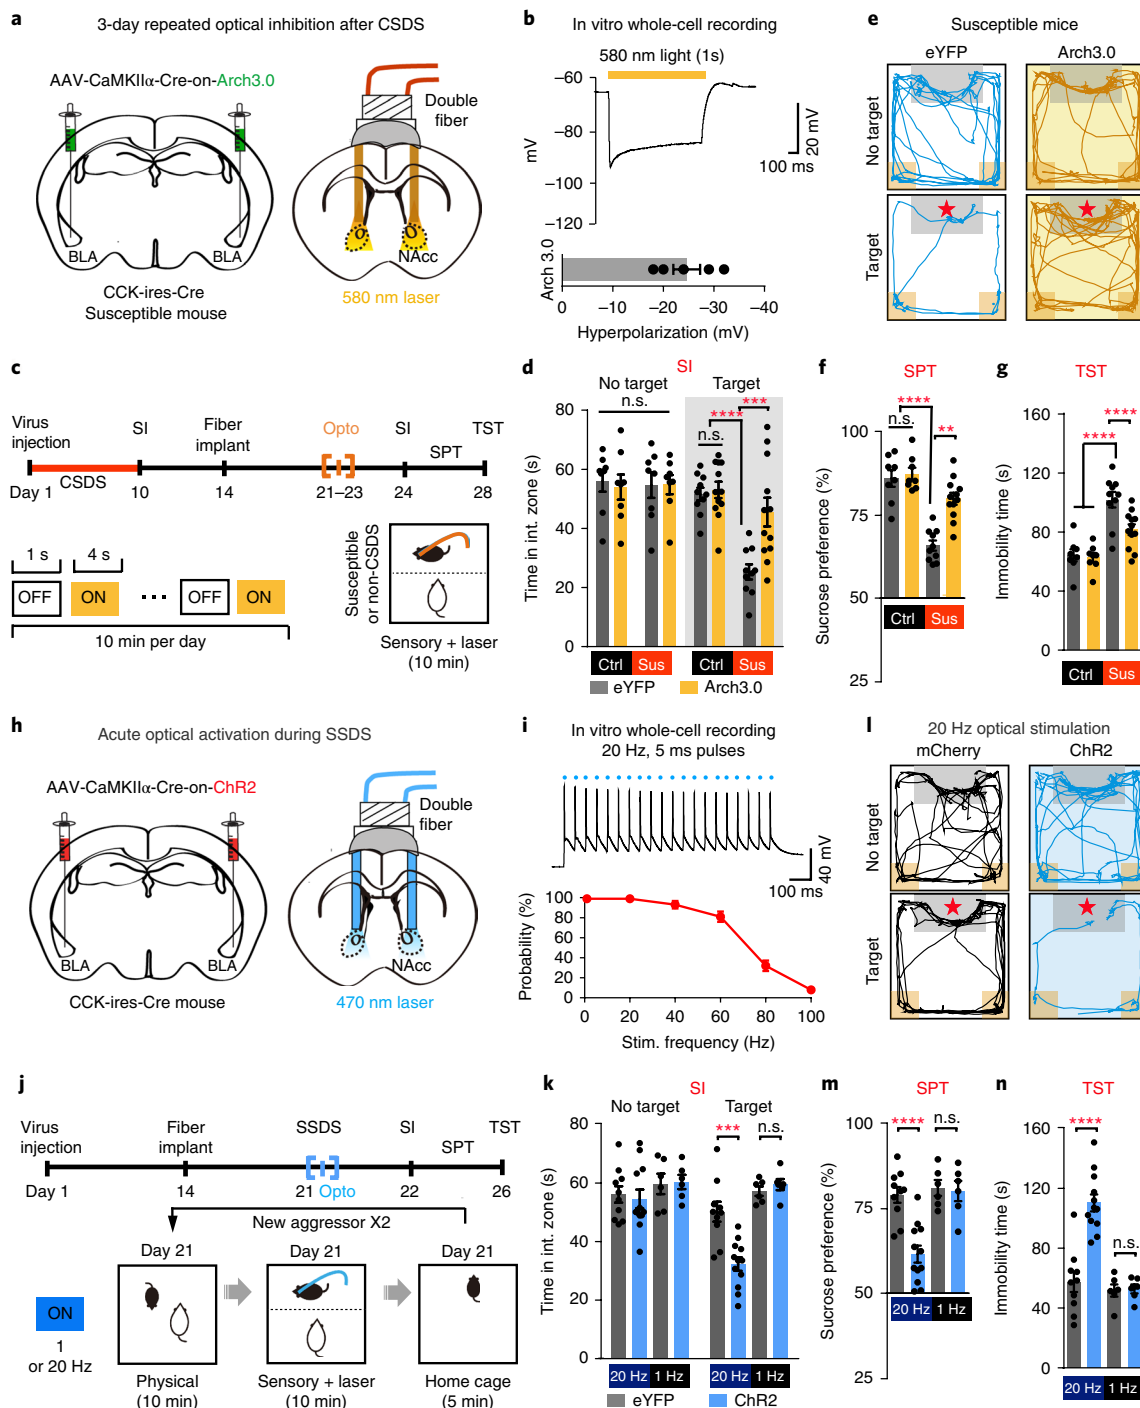 a
3-day repeated optical inhibition after CSDS
AAV-CaMKIIα-Cre-on-Arch3.0
Double
fiber
BLA
BLA
NAcc
CCK-ires-Cre
Susceptible mouse
580 nm laser
b
In vitro whole-cell recording
580 nm light (1s)
−60
−80
−100
−120
mV
20 mV
100 ms
Arch 3.0
0
−10
−20
−30
−40
Hyperpolarization (mV)
e
Susceptible mice
eYFP
Arch3.0
No target
Target
c
Virus
injection
SI
Fiber
implant
Opto
SI
TST
SPT
CSDS
Day 1
10
14
21–23
24
28
1 s
4 s
OFF
ON
OFF
ON
10 min per day
Susceptible
or non-CSDS
Sensory + laser
(10 min)
d
SI
No target
Target
n.s.
****
***
n.s.
80
60
40
20
0
Time in int. zone (s)
Ctrl
Sus
Ctrl
Sus
eYFP
Arch3.0
f
SPT
****
n.s.
**
100
75
50
25
Sucrose preference (%)
Ctrl
Sus
g
TST
****
****
160
120
80
40
0
Immobility time (s)
Ctrl
Sus
h
Acute optical activation during SSDS
AAV-CaMKIIα-Cre-on-ChR2
Double
fiber
BLA
BLA
NAcc
CCK-ires-Cre mouse
470 nm laser
i
In vitro whole-cell recording
20 Hz, 5 ms pulses
40 mV
100 ms
100
80
60
40
20
0
Probability (%)
0
20
40
60
80
100
Stim. frequency (Hz)
l
20 Hz optical stimulation
mCherry
ChR2
No target
Target
j
Virus
injection
Fiber
implant
SSDS
SI
TST
SPT
Day 1
14
21
Opto
22
26
New aggressor X2
Day 21
Day 21
Day 21
ON
1
or 20 Hz
Physical
(10 min)
Sensory + laser
(10 min)
Home cage
(5 min)
k
SI
No target
Target
***
n.s.
80
60
40
20
0
Time in int. zone (s)
20 Hz
1 Hz
20 Hz
1 Hz
eYFP
ChR2
m
SPT
****
n.s.
100
75
50
25
Sucrose preference (%)
20 Hz
1 Hz
n
TST
****
n.s.
160
120
80
40
0
Immobility time (s)
20 Hz
1 Hz